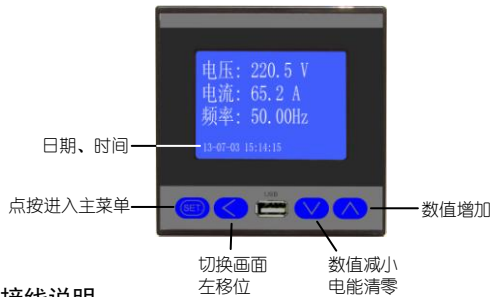 电压: 220.5 V
电流: 65.2 A
频率: 50.00Hz
13-07-03 15:14:15
日期、时间
USB
点按进入主菜单
SET
数值增加
切换画面
左移位
数值减小
电能清零
接线说明